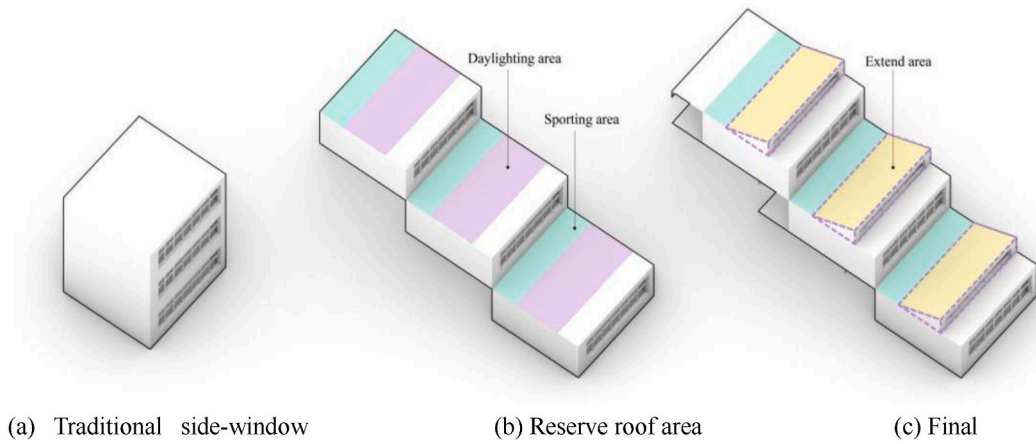 Daylighting area
Sporting area
Extend area
(a) Traditional side-window
(b) Reserve roof area
(c) Final